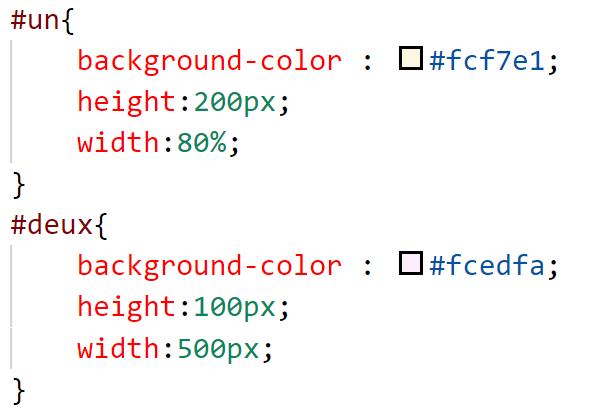 #un{
background-color : #fcf7e1;
height:200px;
width:80%;
}
#deux{
background-color : #fcedfa;
height:100px;
width:500px;
}